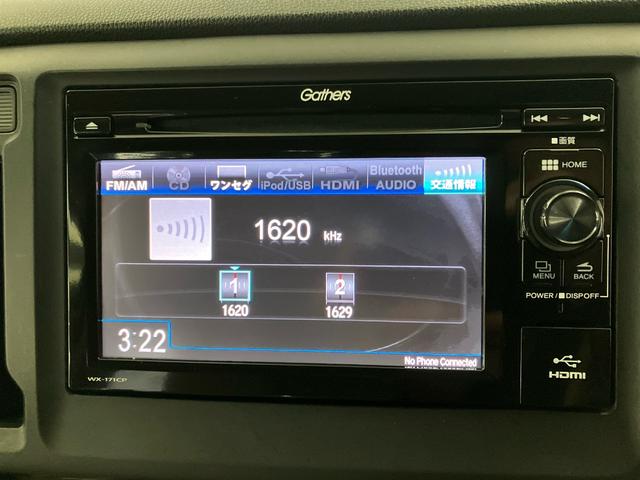 Gathers
画質
HOME
FM/AM CD ワンセグ iPod/USB HDMI Bluetooth AUDIO 交通情報
1620 kHz
1 2
1620 1629
MENU BACK
POWER / DISP OFF
3:22
No Phone Connected
WX-171CP
HDMI